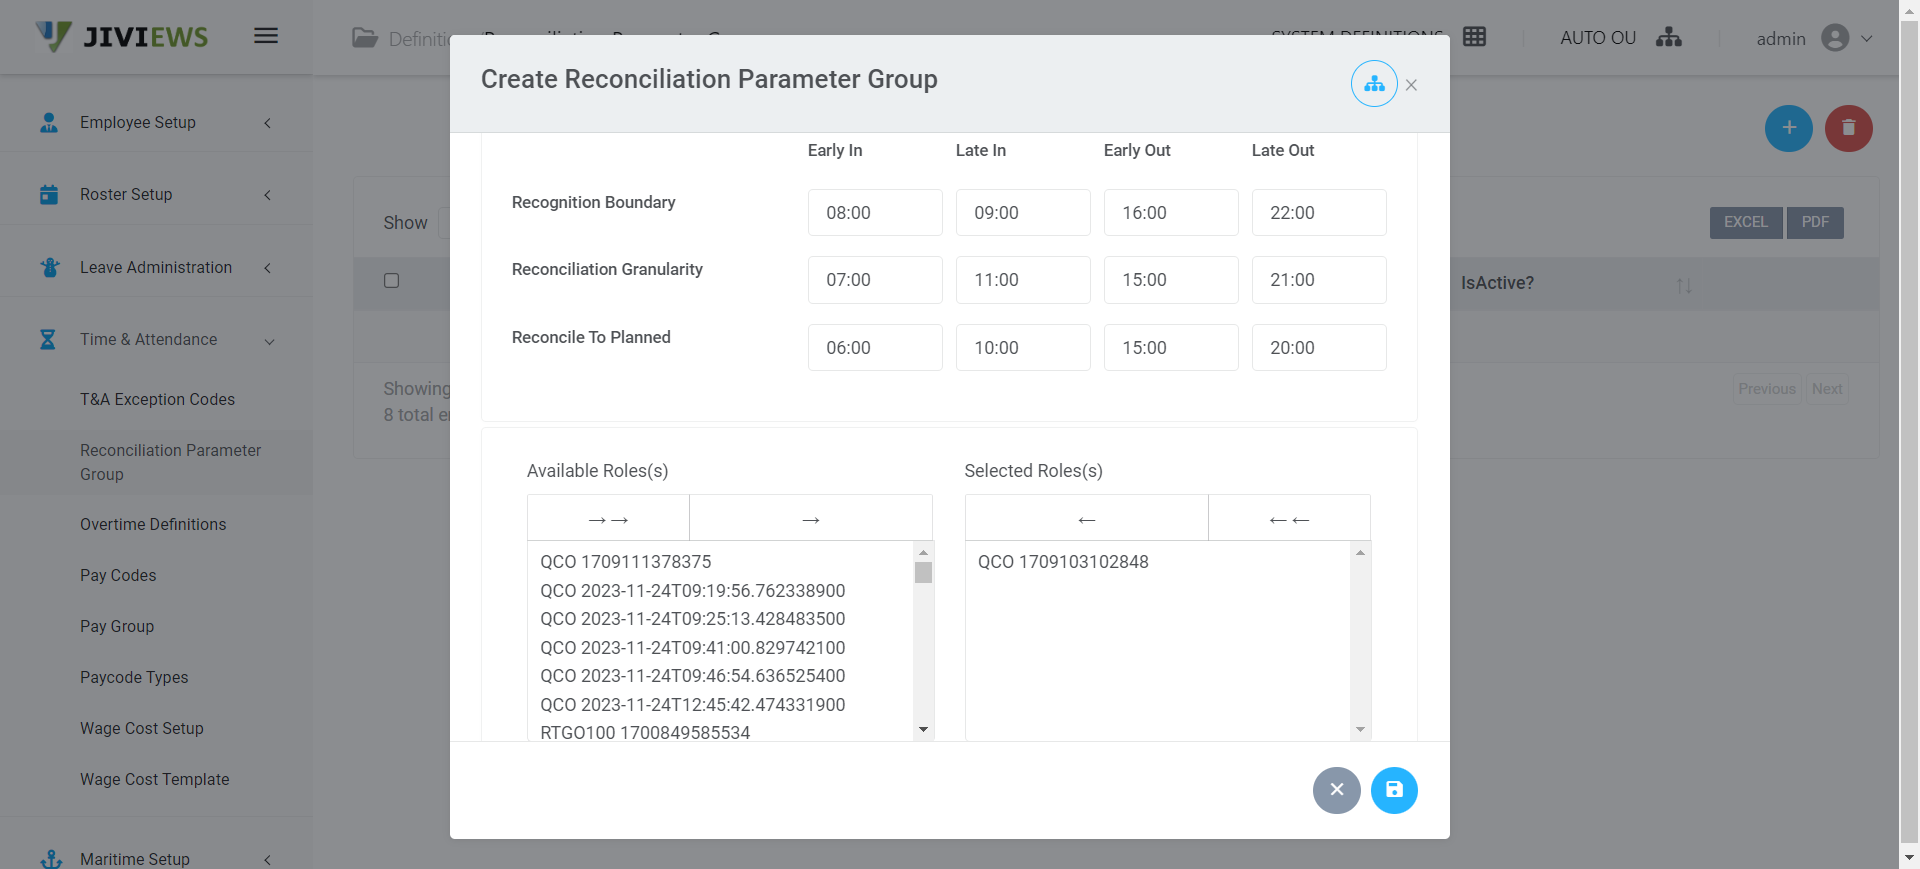 JIVIEWS
Definitio
SYSTEM DEFINITIONS
AUTO OU
admin
Create Reconciliation Parameter Group
Employee Setup
Roster Setup
Leave Administration
Time & Attendance
T&A Exception Codes
Reconciliation Parameter
Group
Overtime Definitions
Pay Codes
Pay Group
Paycode Types
Wage Cost Setup
Wage Cost Template
Maritime Setup
Show
EXCEL PDF
IsActive?
Showing
8 total e
Previous Next
Early In Late In Early Out Late Out
Recognition Boundary 08:00 09:00 16:00 22:00
Reconciliation Granularity 07:00 11:00 15:00 21:00
Reconcile To Planned 06:00 10:00 15:00 20:00
Available Roles(s)
QCO 1709111378375
QCO 2023-11-24T09:19:56.762338900
QCO 2023-11-24T09:25:13.428483500
QCO 2023-11-24T09:41:00.829742100
QCO 2023-11-24T09:46:54.636525400
QCO 2023-11-24T12:45:42.474331900
RTGO100 1700849585534
Selected Roles(s)
QCO 1709103102848